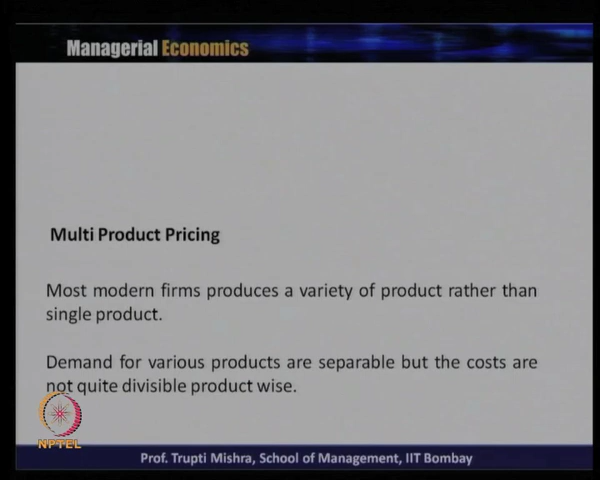 Managerial Economics
Multi Product Pricing
Most modern firms produces a variety of product rather than
single product.
Demand for various products are separable but the costs are
not quite divisible product wise.
NPTEL
Prof. Trupti Mishra, School of Management, IIT Bombay